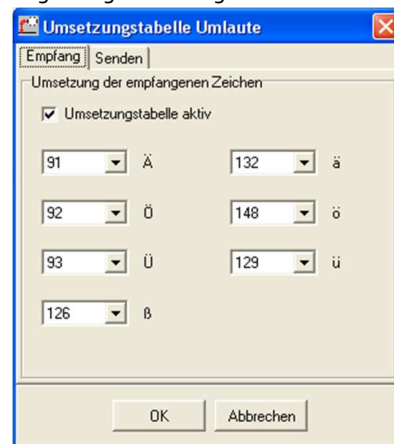 Umsetzungstabelle Umlaute
Empfang Senden
Umsetzung der empfangenen Zeichen
Umsetzungstabelle aktiv
91 Ä 132 ä
92 Ö 148 ö
93 Ü 129 ü
126 ß
OK Abbrechen